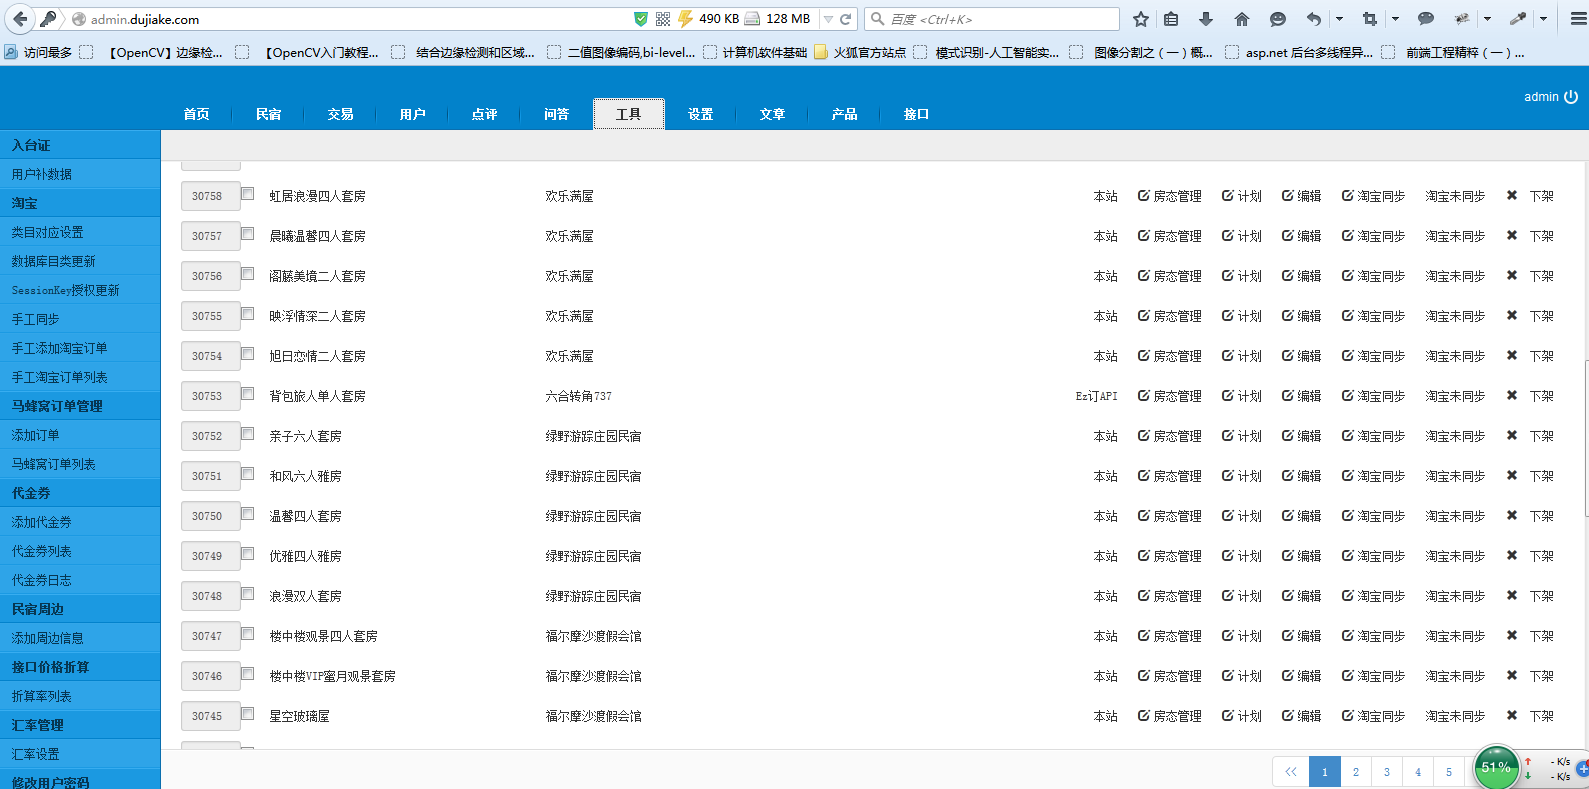 admin.dujiake.com 490 KB 128 MB 百度 <Ctrl+K>
访问最多 【OpenCV】边缘检... 【OpenCV入门教程... 结合边缘检测和区域... 二值图像编码,bi-level... 计算机软件基础 火狐官方站点 模式识别-人工智能实... 图像分割之（一）概... asp.net 后台多线程异... 前端工程精粹（一）...
admin
首页 民宿 交易 用户 点评 问答 工具 设置 文章 产品 接口
入台证
用户补数据
淘宝
类目对应设置
数据库目类更新
SessionKey授权更新
手工同步
手工添加淘宝订单
手工淘宝订单列表
马蜂窝订单管理
添加订单
马蜂窝订单列表
代金券
添加代金券
代金券列表
代金券日志
民宿周边
添加周边信息
接口价格折算
折算率列表
汇率管理
汇率设置
修改用户密码
30758 虹居浪漫四人套房 欢乐满屋 本站 房态管理 计划 编辑 淘宝同步 淘宝未同步 下架
30757 晨曦温馨四人套房 欢乐满屋 本站 房态管理 计划 编辑 淘宝同步 淘宝未同步 下架
30756 阁藤美境二人套房 欢乐满屋 本站 房态管理 计划 编辑 淘宝同步 淘宝未同步 下架
30755 映浮情深二人套房 欢乐满屋 本站 房态管理 计划 编辑 淘宝同步 淘宝未同步 下架
30754 旭日恋情二人套房 欢乐满屋 本站 房态管理 计划 编辑 淘宝同步 淘宝未同步 下架
30753 背包旅人单人套房 六合转角737 Ez订API 房态管理 计划 编辑 淘宝同步 淘宝未同步 下架
30752 亲子六人套房 绿野游踪庄园民宿 本站 房态管理 计划 编辑 淘宝同步 淘宝未同步 下架
30751 和风六人雅房 绿野游踪庄园民宿 本站 房态管理 计划 编辑 淘宝同步 淘宝未同步 下架
30750 温馨四人套房 绿野游踪庄园民宿 本站 房态管理 计划 编辑 淘宝同步 淘宝未同步 下架
30749 优雅四人雅房 绿野游踪庄园民宿 本站 房态管理 计划 编辑 淘宝同步 淘宝未同步 下架
30748 浪漫双人套房 绿野游踪庄园民宿 本站 房态管理 计划 编辑 淘宝同步 淘宝未同步 下架
30747 楼中楼观景四人套房 福尔摩沙渡假会馆 本站 房态管理 计划 编辑 淘宝同步 淘宝未同步 下架
30746 楼中楼VIP蜜月观景套房 福尔摩沙渡假会馆 本站 房态管理 计划 编辑 淘宝同步 淘宝未同步 下架
30745 星空玻璃屋 福尔摩沙渡假会馆 本站 房态管理 计划 编辑 淘宝同步 淘宝未同步 下架
<< 1 2 3 4 5
51% - K/s
- K/s